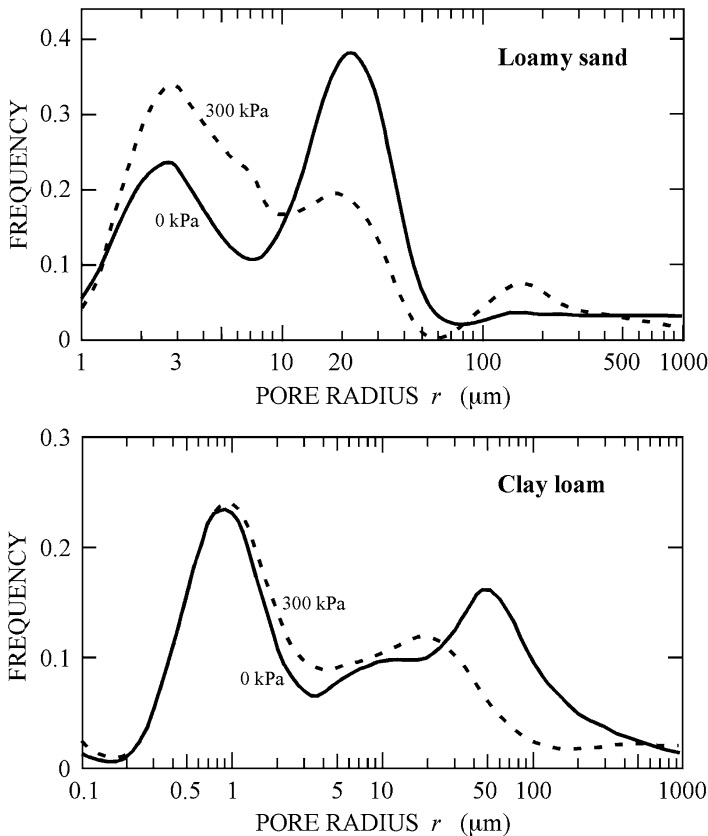 0.4
Loamy sand
0.3
300 kPa
FREQUENCY
0.2
0 kPa
0.1
0
1 3 10 20 100 500 1000
PORE RADIUS r (μm)
0.3
Clay loam
0.2
FREQUENCY
300 kPa
0.1
0 kPa
0
0.1 0.5 1 5 10 50 100 1000
PORE RADIUS r (μm)